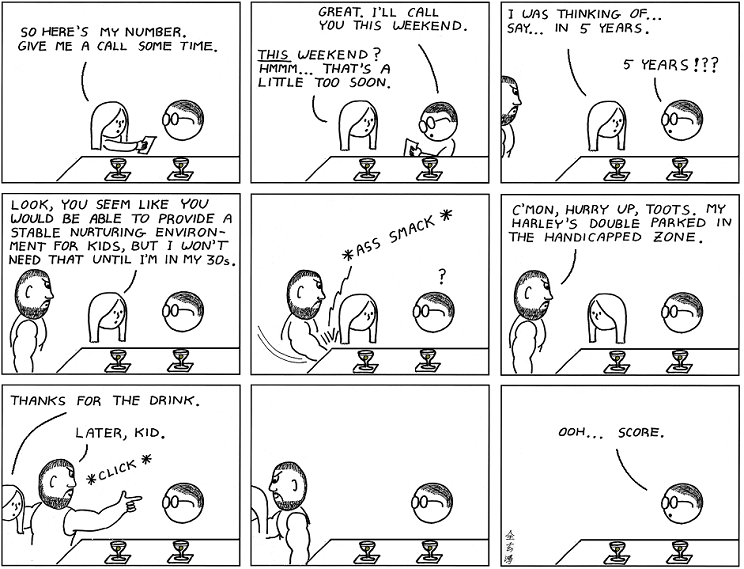 SO HERE'S MY NUMBER.
GIVE ME A CALL SOME TIME.
GREAT. I'LL CALL
YOU THIS WEEKEND.
THIS WEEKEND?
HMMM... THAT'S A
LITTLE TOO SOON.
I WAS THINKING OF...
SAY... IN 5 YEARS.
5 YEARS!???
LOOK, YOU SEEM LIKE YOU
WOULD BE ABLE TO PROVIDE A
STABLE NURTURING ENVIRON-
MENT FOR KIDS, BUT I WON'T
NEED THAT UNTIL I'M IN MY 30s.
*ASS SMACK*
?
C'MON, HURRY UP, TOOTS. MY
HARLEY'S DOUBLE PARKED IN
THE HANDICAPPED ZONE.
THANKS FOR THE DRINK.
LATER, KID.
*CLICK*
OOH... SCORE.